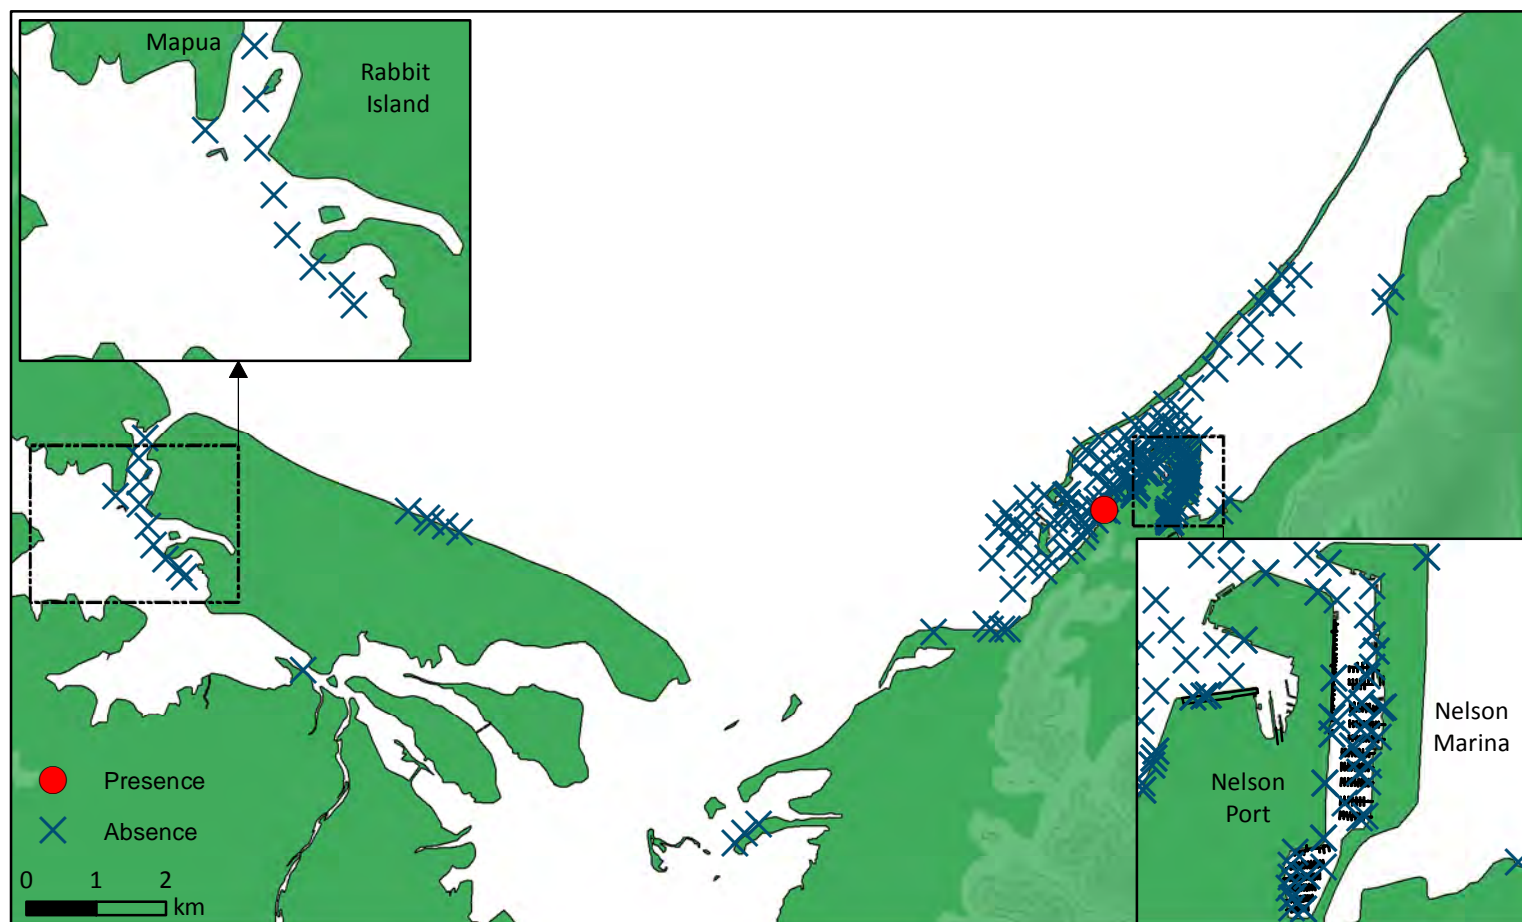 Mapua
Rabbit
Island
Presence
Absence
0 1 2
km
Nelson
Marina
Nelson
Port